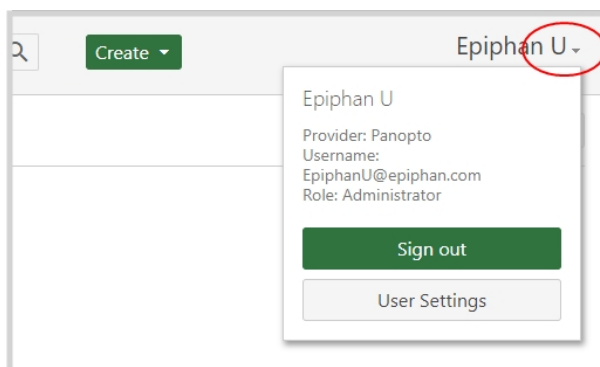 Create
Epiphan U
Epiphan U
Provider: Panopto
Username:
EpiphanU@epiphan.com
Role: Administrator
Sign out
User Settings